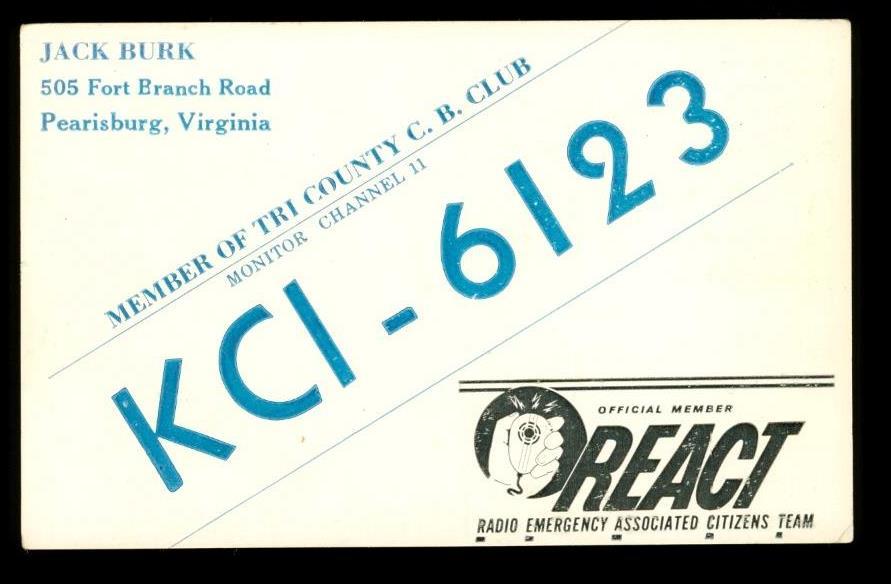 JACK BURK
505 Fort Branch Road
Pearisburg, Virginia
MEMBER OF TRI COUNTY C. B. CLUB
MONITOR CHANNEL 11
KCI-6123
OFFICIAL MEMBER
REACT
RADIO EMERGENCY ASSOCIATED CITIZENS TEAM